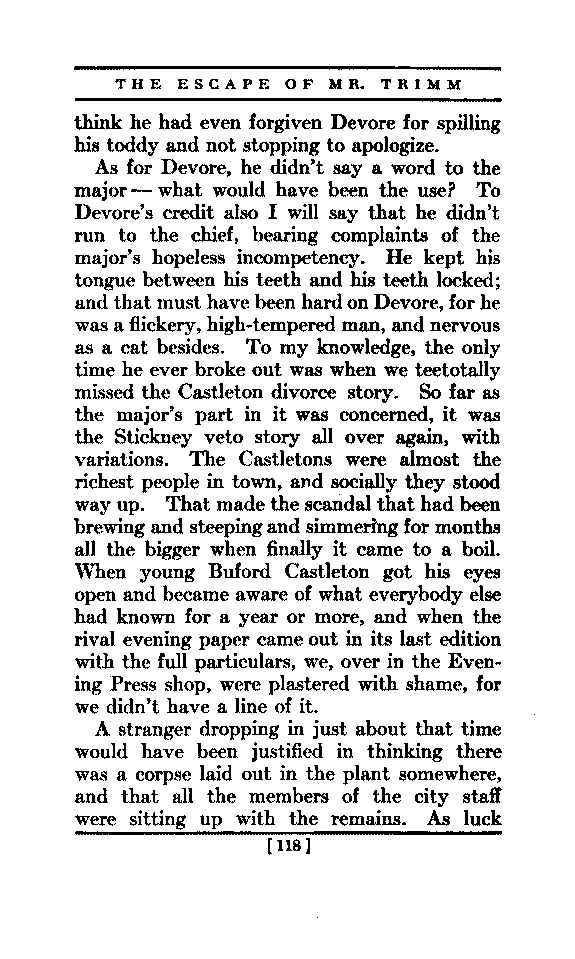 THE ESCAPE OF MR. TRIMM
think he had even forgiven Devore for spilling
his toddy and not stopping to apologize.
As for Devore, he didn't say a word to the
major — what would have been the use? To
Devore's credit also I will say that he didn't
run to the chief, bearing complaints of the
major's hopeless incompetency. He kept his
tongue between his teeth and his teeth locked;
and that must have been hard on Devore, for he
was a flickery, high-tempered man, and nervous
as a cat besides. To my knowledge, the only
time he ever broke out was when we teetotally
missed the Castleton divorce story. So far as
the major's part in it was concerned, it was
the Stickney veto story all over again, with
variations. The Castletons were almost the
richest people in town, and socially they stood
way up. That made the scandal that had been
brewing and steeping and simmering for months
all the bigger when finally it came to a boil.
When young Buford Castleton got his eyes
open and became aware of what everybody else
had known for a year or more, and when the
rival evening paper came out in its last edition
with the full particulars, we, over in the Even-
ing Press shop, were plastered with shame, for
we didn't have a line of it.
A stranger dropping in just about that time
would have been justified in thinking there
was a corpse laid out in the plant somewhere,
and that all the members of the city staff
were sitting up with the remains. As luck
[118]